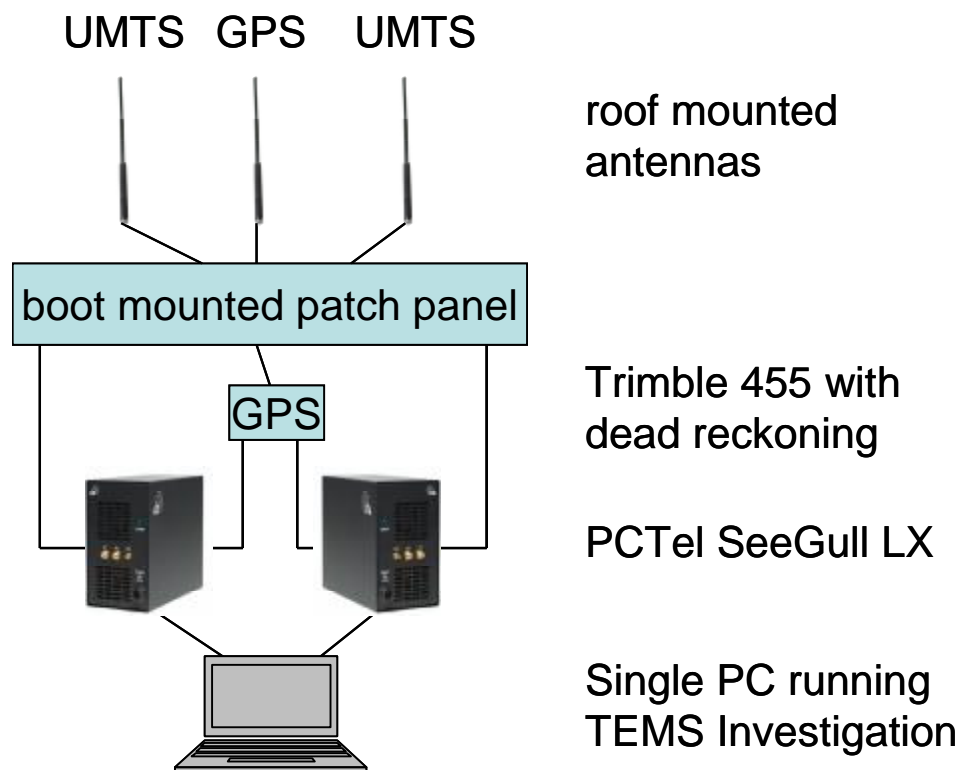 UMTS GPS UMTS
roof mounted
antennas
boot mounted patch panel
Trimble 455 with
dead reckoning
GPS
PCTel SeeGull LX
Single PC running
TEMS Investigation